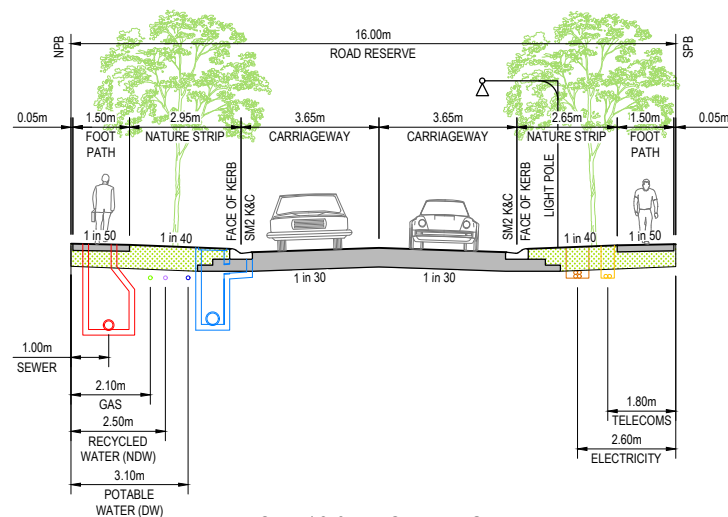 NPB
16.00m
ROAD RESERVE
SPB
0.05m
1.50m
2.95m
3.65m
3.65m
2.65m
1.50m
0.05m
FOOT
PATH
NATURE STRIP
CARRIAGEWAY
CARRIAGEWAY
NATURE STRIP
FOOT
PATH
FACE OF KERB
SM2 K&C
SM2 K&C
FACE OF KERB
LIGHT POLE
1 in 50
1 in 40
1 in 40
1 in 50
1 in 30
1 in 30
1.00m
SEWER
2.10m
GAS
2.50m
RECYCLED
WATER (NDW)
3.10m
POTABLE
WATER (DW)
1.80m
TELECOMS
2.60m
ELECTRICITY